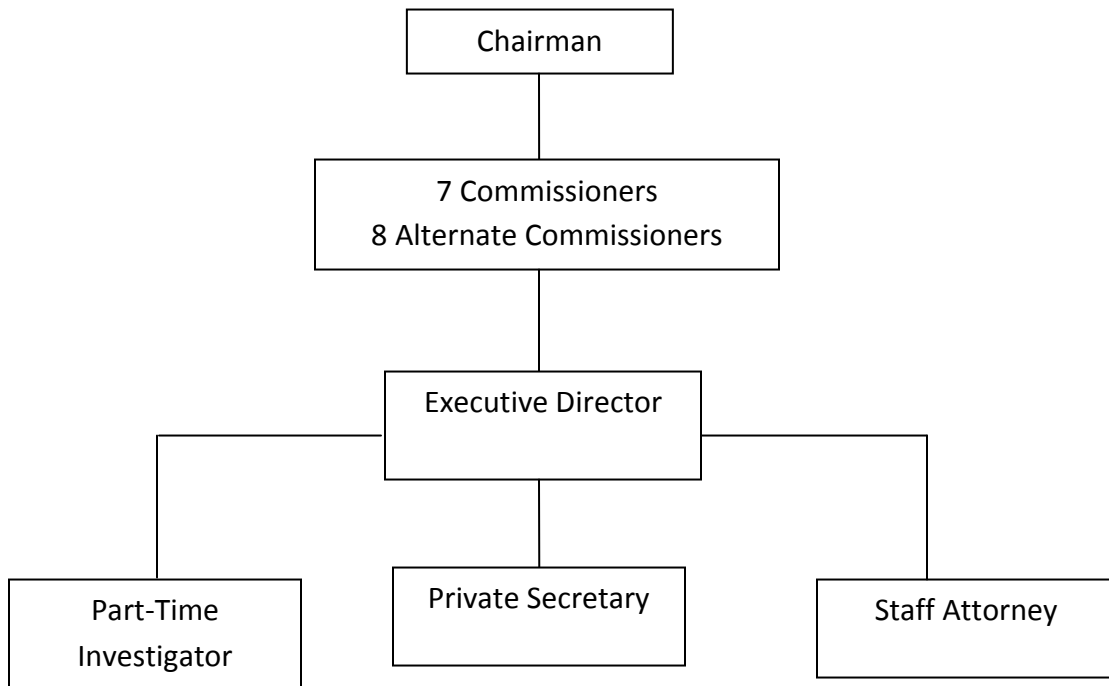 Chairman
7 Commissioners
8 Alternate Commissioners
Executive Director
Part-Time
Investigator
Private Secretary
Staff Attorney